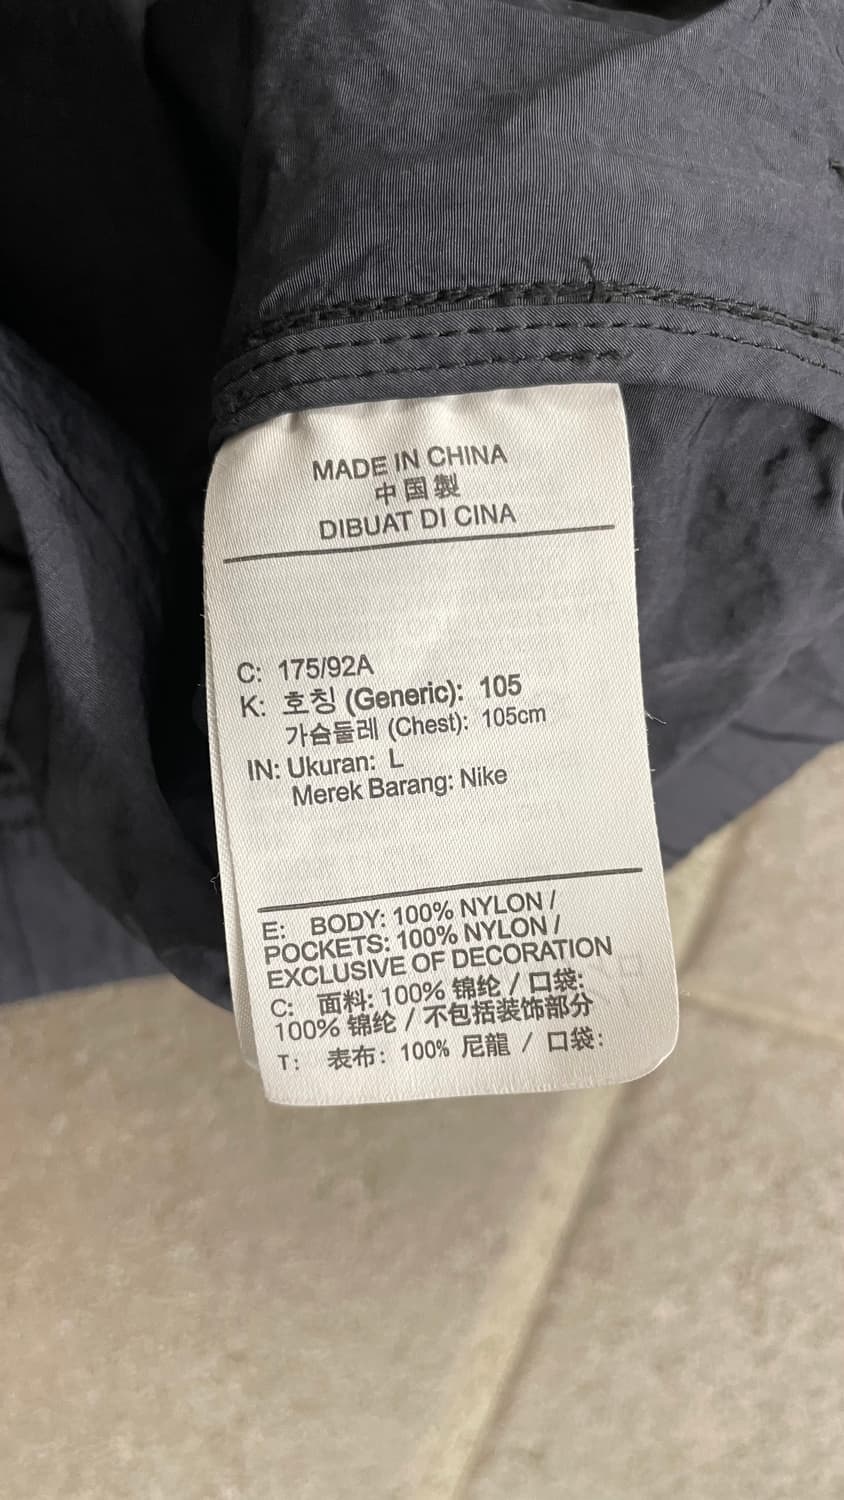 MADE IN CHINA
中国製
DIBUAT DI CINA
C: 175/92A
K: 호칭 (Generic): 105
가슴둘레 (Chest): 105cm
IN: Ukuran: L
Merek Barang: Nike
E: BODY: 100% NYLON /
POCKETS: 100% NYLON /
EXCLUSIVE OF DECORATION
C: 面料: 100% 锦纶 / 口袋:
100% 锦纶 / 不包括装饰部分
T: 表布: 100% 尼龍 / 口袋: